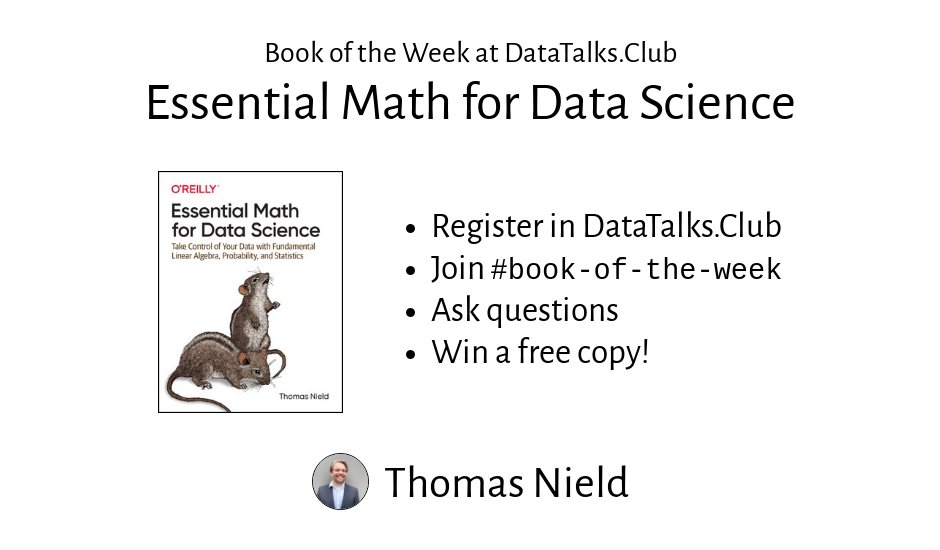 Book of the Week at DataTalks.Club
Essential Math for Data Science
O'REILLY
Essential Math
for Data Science
Take Control of Your Data with Fundamental
Linear Algebra, Probability, and Statistics
Thomas Nield
• Register in DataTalks.Club
• Join #book-of-the-week
• Ask questions
• Win a free copy!
Thomas Nield